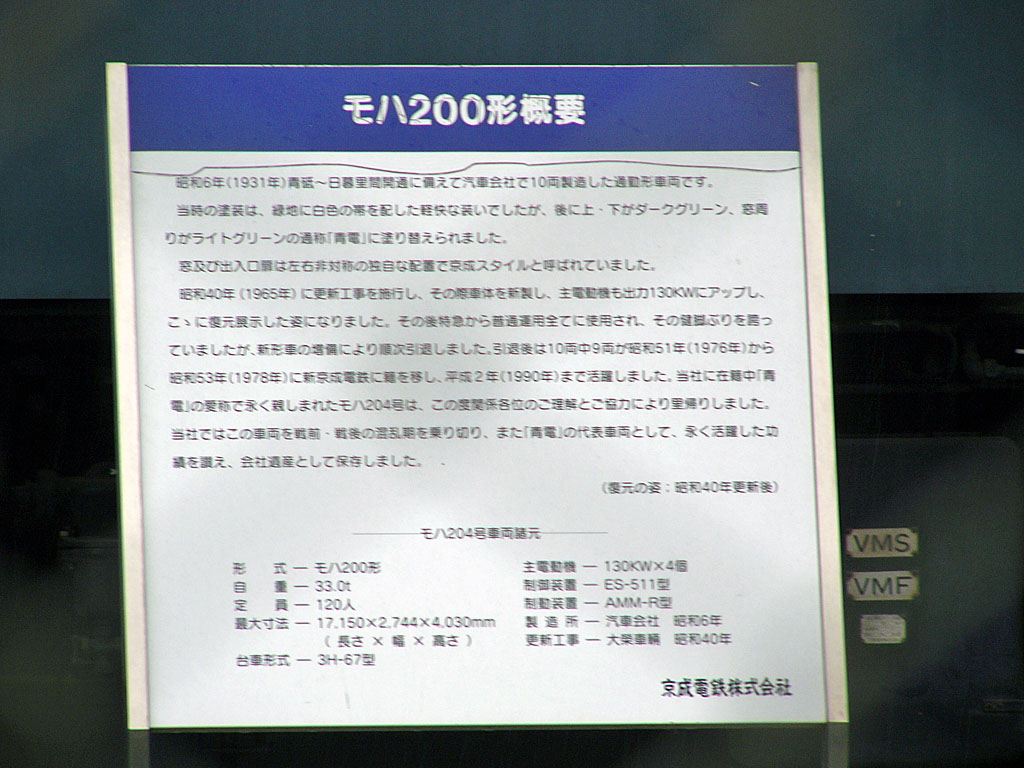 モハ200形概要
昭和6年(1931年)青砥～日暮里間開通に備えて汽車会社で10両製造した通勤形車両です。
当時の塗装は、緑地に白色の帯を配した軽快な装いでしたが、後に上・下がダークグリーン、窓周
りがライトグリーンの通称「青電」に塗り替えられました。
窓及び出入口扉は左右非対称の独自な配置で京成スタイルと呼ばれていました。
昭和40年(1965年)に更新工事を施行し、その際車体を新製し、主電動機も出力130KWにアップし、
こゝに復元展示した姿になりました。その後特急から普通運用全てに使用され、その健脚ぶりを誇っ
ていましたが、新形車の増備により順次引退しました。引退後は10両中9両が昭和51年(1976年)から
昭和53年(1978年)に新京成電鉄に籍を移し、平成2年(1990年)まで活躍しました。当社に在籍中「青
電」の愛称で永く親しまれたモハ204号は、この度関係各位のご理解とご協力により里帰りしました。
当社ではこの車両を戦前・戦後の混乱期を乗り切り、また「青電」の代表車両として、永く活躍した功
績を讃え、会社遺産として保存しました。
(復元の姿:昭和40年更新後)
モハ204号車両諸元
形 式 ― モハ200形
自 重 ― 33.0t
定 員 ― 120人
最大寸法 ― 17.150×2,744×4,030mm
(長さ × 幅 × 高さ)
台車形式 ― 3H-67型
主電動機 ― 130KW×4個
制御装置 ― ES-511型
制動装置 ― AMM-R型
製造所 ― 汽車会社 昭和6年
更新工事 ― 大榮車輌 昭和40年
京成電鉄株式会社
VMS
VMF